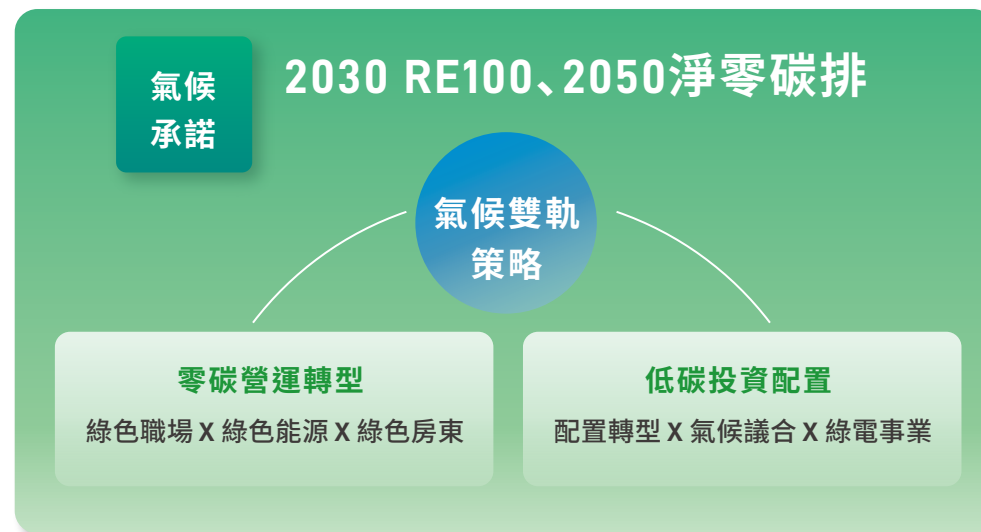 氣候
承諾
2030 RE100、2050淨零碳排
氣候雙軌
策略
零碳營運轉型
綠色職場 X 綠色能源 X 綠色房東
低碳投資配置
配置轉型 X 氣候議合 X 綠電事業